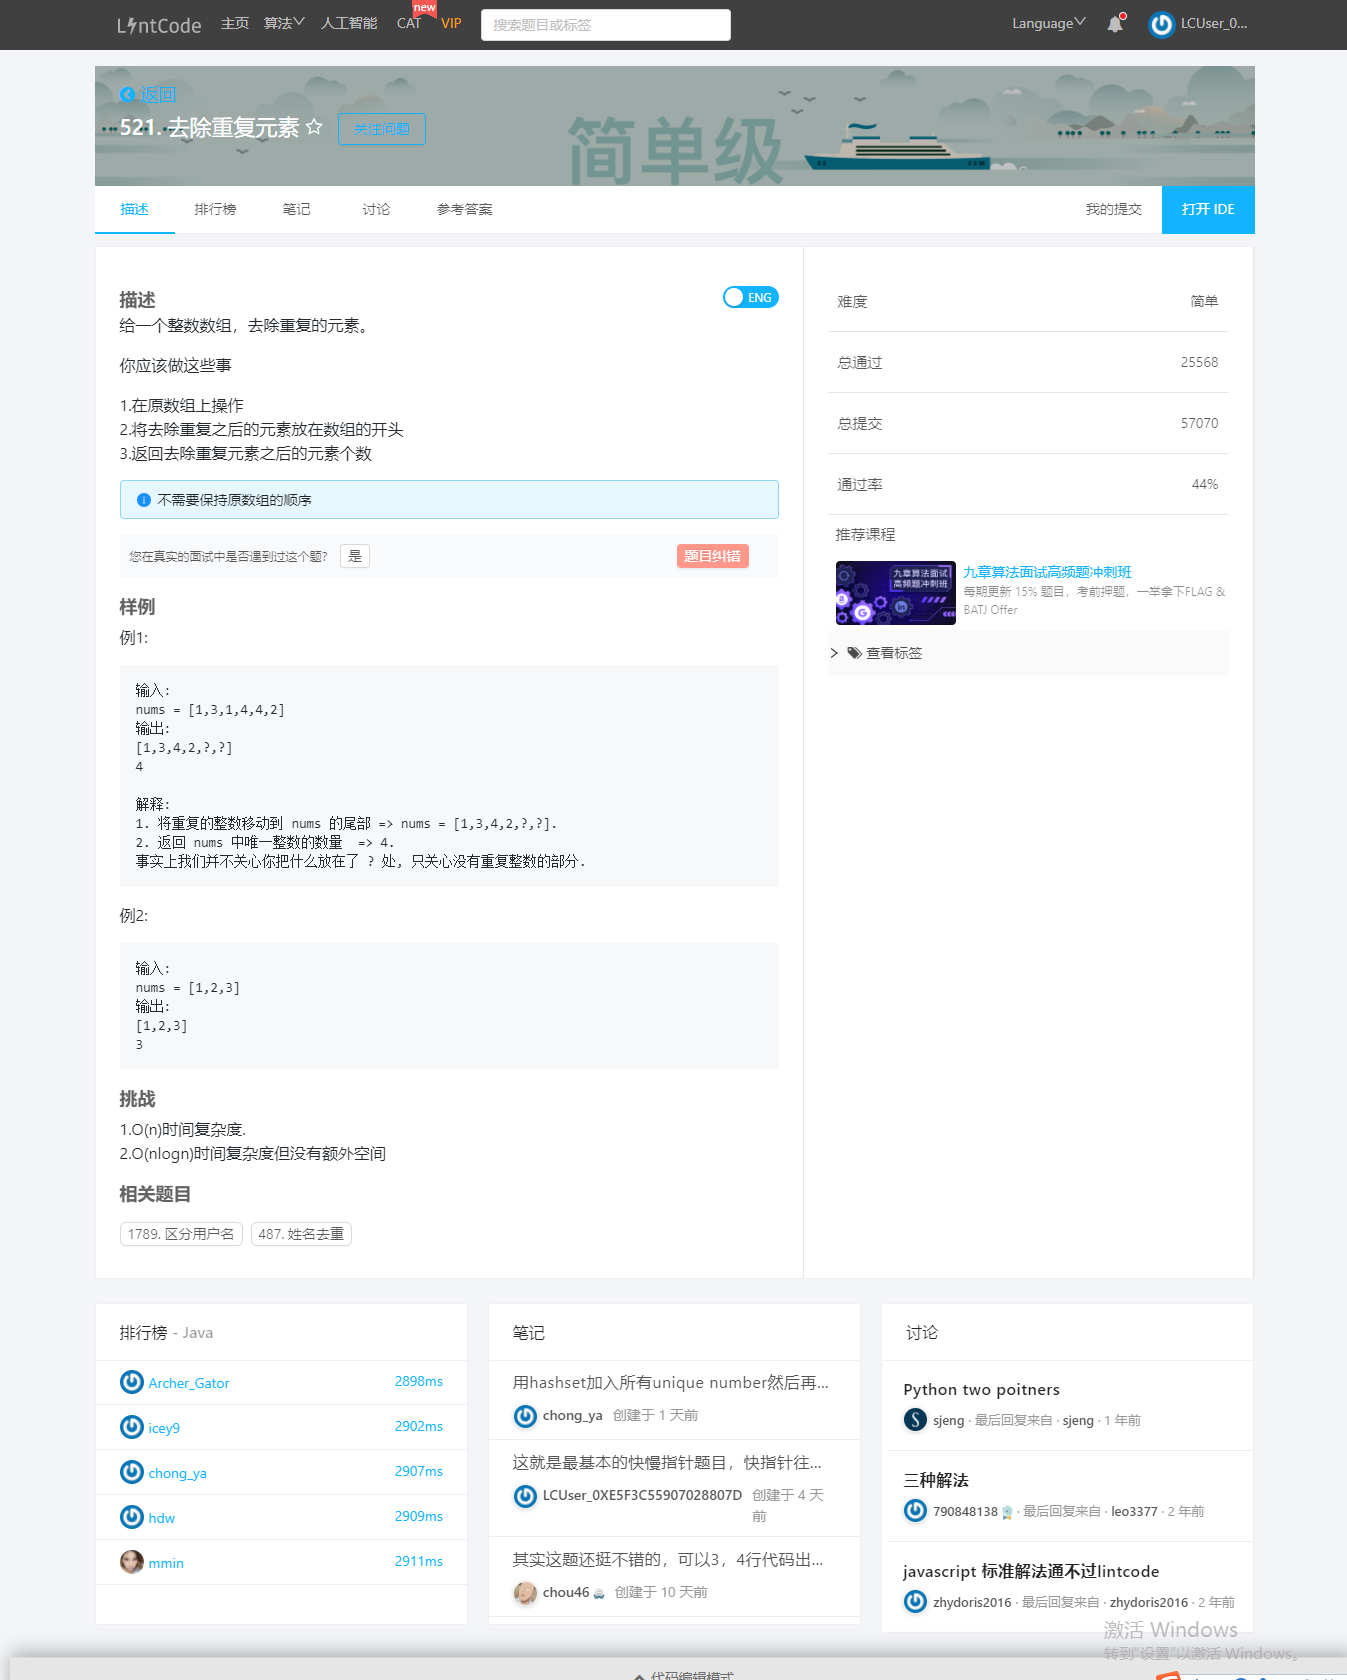 LintCode 主页 算法 人工智能 CAT new VIP 搜索题目或标签 Language LCUser_0...
返回
521. 去除重复元素 关注问题
简单级
描述 排行榜 笔记 讨论 参考答案 我的提交 打开 IDE
描述 ENG
给一个整数数组，去除重复的元素。
你应该做这些事
1.在原数组上操作
2.将去除重复之后的元素放在数组的开头
3.返回去除重复元素之后的元素个数
不需要保持原数组的顺序
您在真实的面试中是否遇到过这个题? 是 题目纠错
样例
例1:
输入:
nums = [1,3,1,4,4,2]
输出:
[1,3,4,2,?,?]
4
解释:
1. 将重复的整数移动到 nums 的尾部 => nums = [1,3,4,2,?,?].
2. 返回 nums 中唯一整数的数量  => 4.
事实上我们并不关心你把什么放在了 ? 处, 只关心没有重复整数的部分.
例2:
输入:
nums = [1,2,3]
输出:
[1,2,3]
3
挑战
1.O(n)时间复杂度.
2.O(nlogn)时间复杂度但没有额外空间
相关题目
1789. 区分用户名 487. 姓名去重
难度 简单
总通过 25568
总提交 57070
通过率 44%
推荐课程
九章算法面试
高频题冲刺班
九章算法面试高频题冲刺班
每期更新 15% 题目，考前押题，一举拿下FLAG &
BATJ Offer
查看标签
排行榜 - Java
Archer_Gator 2898ms
icey9 2902ms
chong_ya 2907ms
hdw 2909ms
mmin 2911ms
笔记
用hashset加入所有unique number然后再...
chong_ya 创建于 1 天前
这就是最基本的快慢指针题目，快指针往...
LCUser_0XE5F3C55907028807D 创建于 4 天
前
其实这题还挺不错的，可以3，4行代码出...
chou46 创建于 10 天前
讨论
Python two poitners
sjeng · 最后回复来自 · sjeng · 1 年前
三种解法
790848138 · 最后回复来自 · leo3377 · 2 年前
javascript 标准解法通不过lintcode
zhydoris2016 · 最后回复来自 · zhydoris2016 · 2 年前
激活 Windows
转到"设置"以激活 Windows。
代码编辑模式